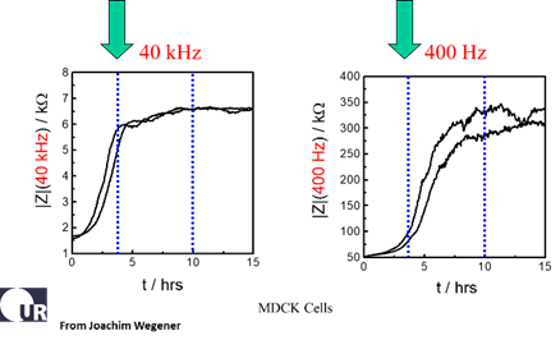 40 kHz
400 Hz
|Z|(40 kHz) / kΩ
8
7
6
5
4
3
2
1
0
5
10
15
t / hrs
|Z|(400 Hz) / kΩ
400
350
300
250
200
150
100
50
0
5
10
15
t / hrs
UR
MDCK Cells
From Joachim Wegener